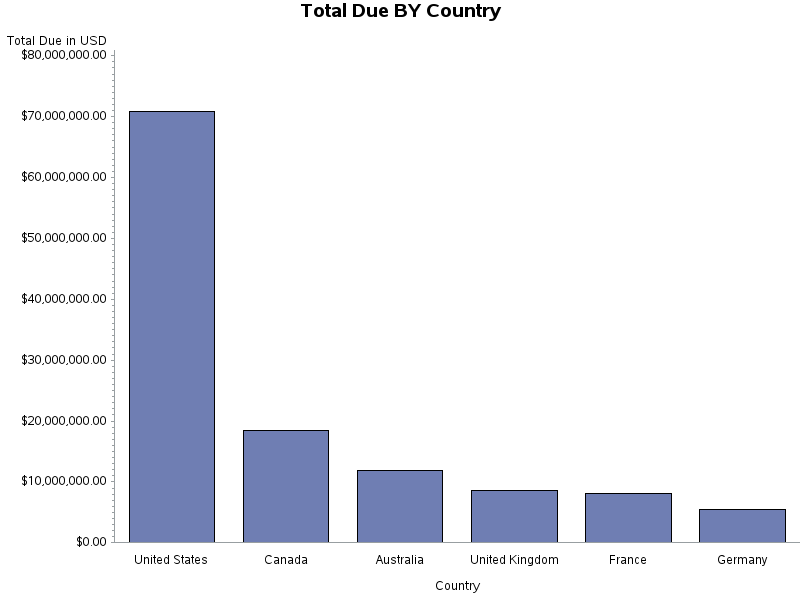 Total Due BY Country
Total Due in USD
$80,000,000.00
$70,000,000.00
$60,000,000.00
$50,000,000.00
$40,000,000.00
$30,000,000.00
$20,000,000.00
$10,000,000.00
$0.00
United States Canada Australia United Kingdom France Germany
Country